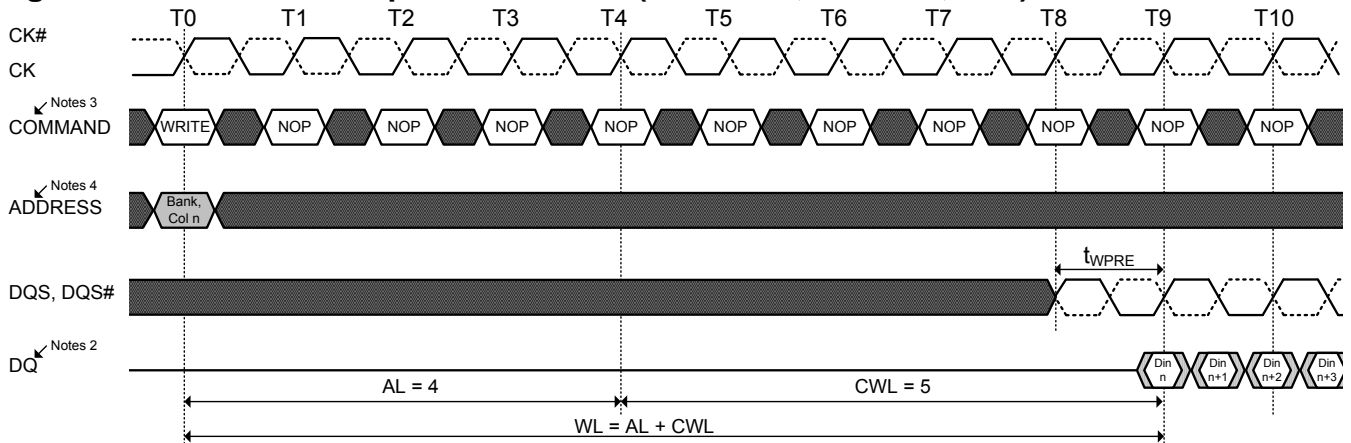 T0 T1 T2 T3 T4 T5 T6 T7 T8 T9 T10
CK#
CK
Notes 3
COMMAND WRITE NOP NOP NOP NOP NOP NOP NOP NOP NOP NOP
Notes 4
ADDRESS
Bank,
Col n
tWPRE
DQS, DQS#
Notes 2
DQ
Din n
Din n+1
Din n+2
Din n+3
AL = 4 CWL = 5
WL = AL + CWL